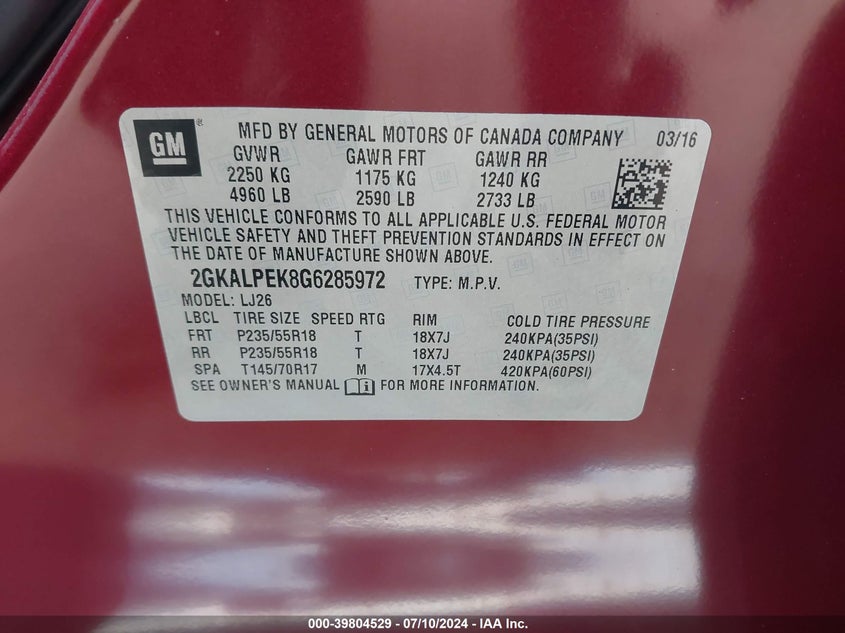 GM ® MFD BY GENERAL MOTORS OF CANADA COMPANY 03/16
GVWR GAWR FRT GAWR RR
2250 KG 1175 KG 1240 KG
4960 LB 2590 LB 2733 LB
THIS VEHICLE CONFORMS TO ALL APPLICABLE U.S. FEDERAL MOTOR
VEHICLE SAFETY AND THEFT PREVENTION STANDARDS IN EFFECT ON
THE DATE OF MANUFACTURE SHOWN ABOVE.
2GKALPEK8G6285972 TYPE: M.P.V.
MODEL: LJ26
LBCL TIRE SIZE SPEED RTG RIM COLD TIRE PRESSURE
FRT P235/55R18 T 18X7J 240KPA(35PSI)
RR P235/55R18 T 18X7J 240KPA(35PSI)
SPA T145/70R17 M 17X4.5T 420KPA(60PSI)
SEE OWNER'S MANUAL FOR MORE INFORMATION.
000-39804529 - 07/10/2024 - IAA Inc.